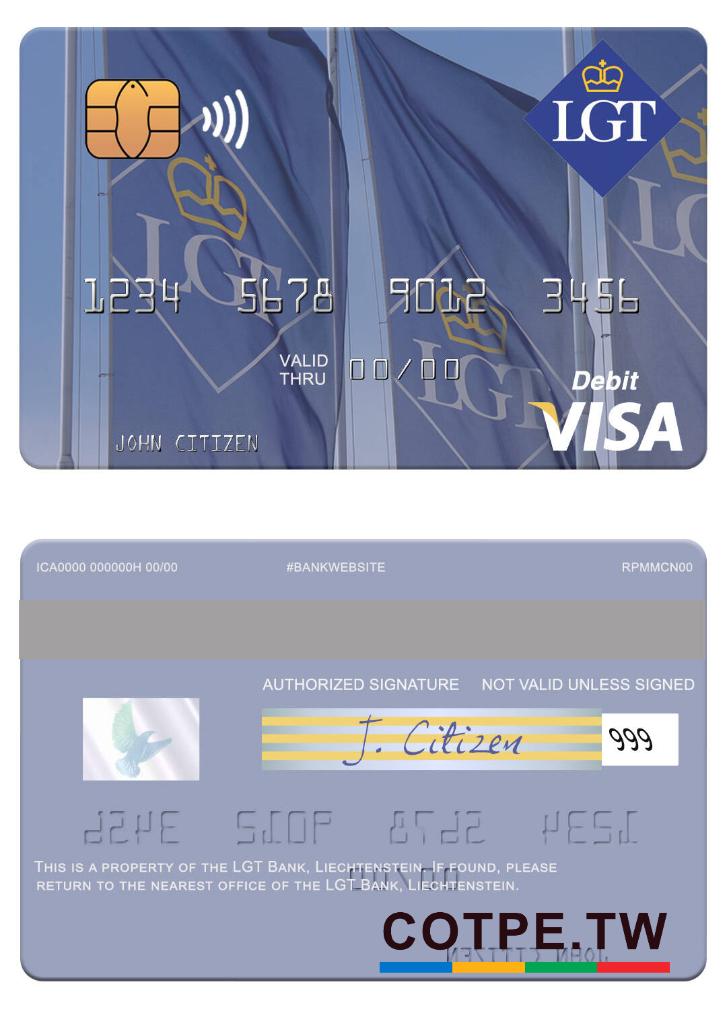 LGT
LGT
LGT
LG
1234 5678 9012 3456
VALID
THRU
00/00
Debit
VISA
JOHN CITIZEN
ICA0000 000000H 00/00 #BANKWEBSITE RPMMCN00
AUTHORIZED SIGNATURE NOT VALID UNLESS SIGNED
J. Citizen 999
THIS IS A PROPERTY OF THE LGT BANK, LIECHTENSTEIN. IF FOUND, PLEASE
RETURN TO THE NEAREST OFFICE OF THE LGT BANK, LIECHTENSTEIN.
COTPE.TW